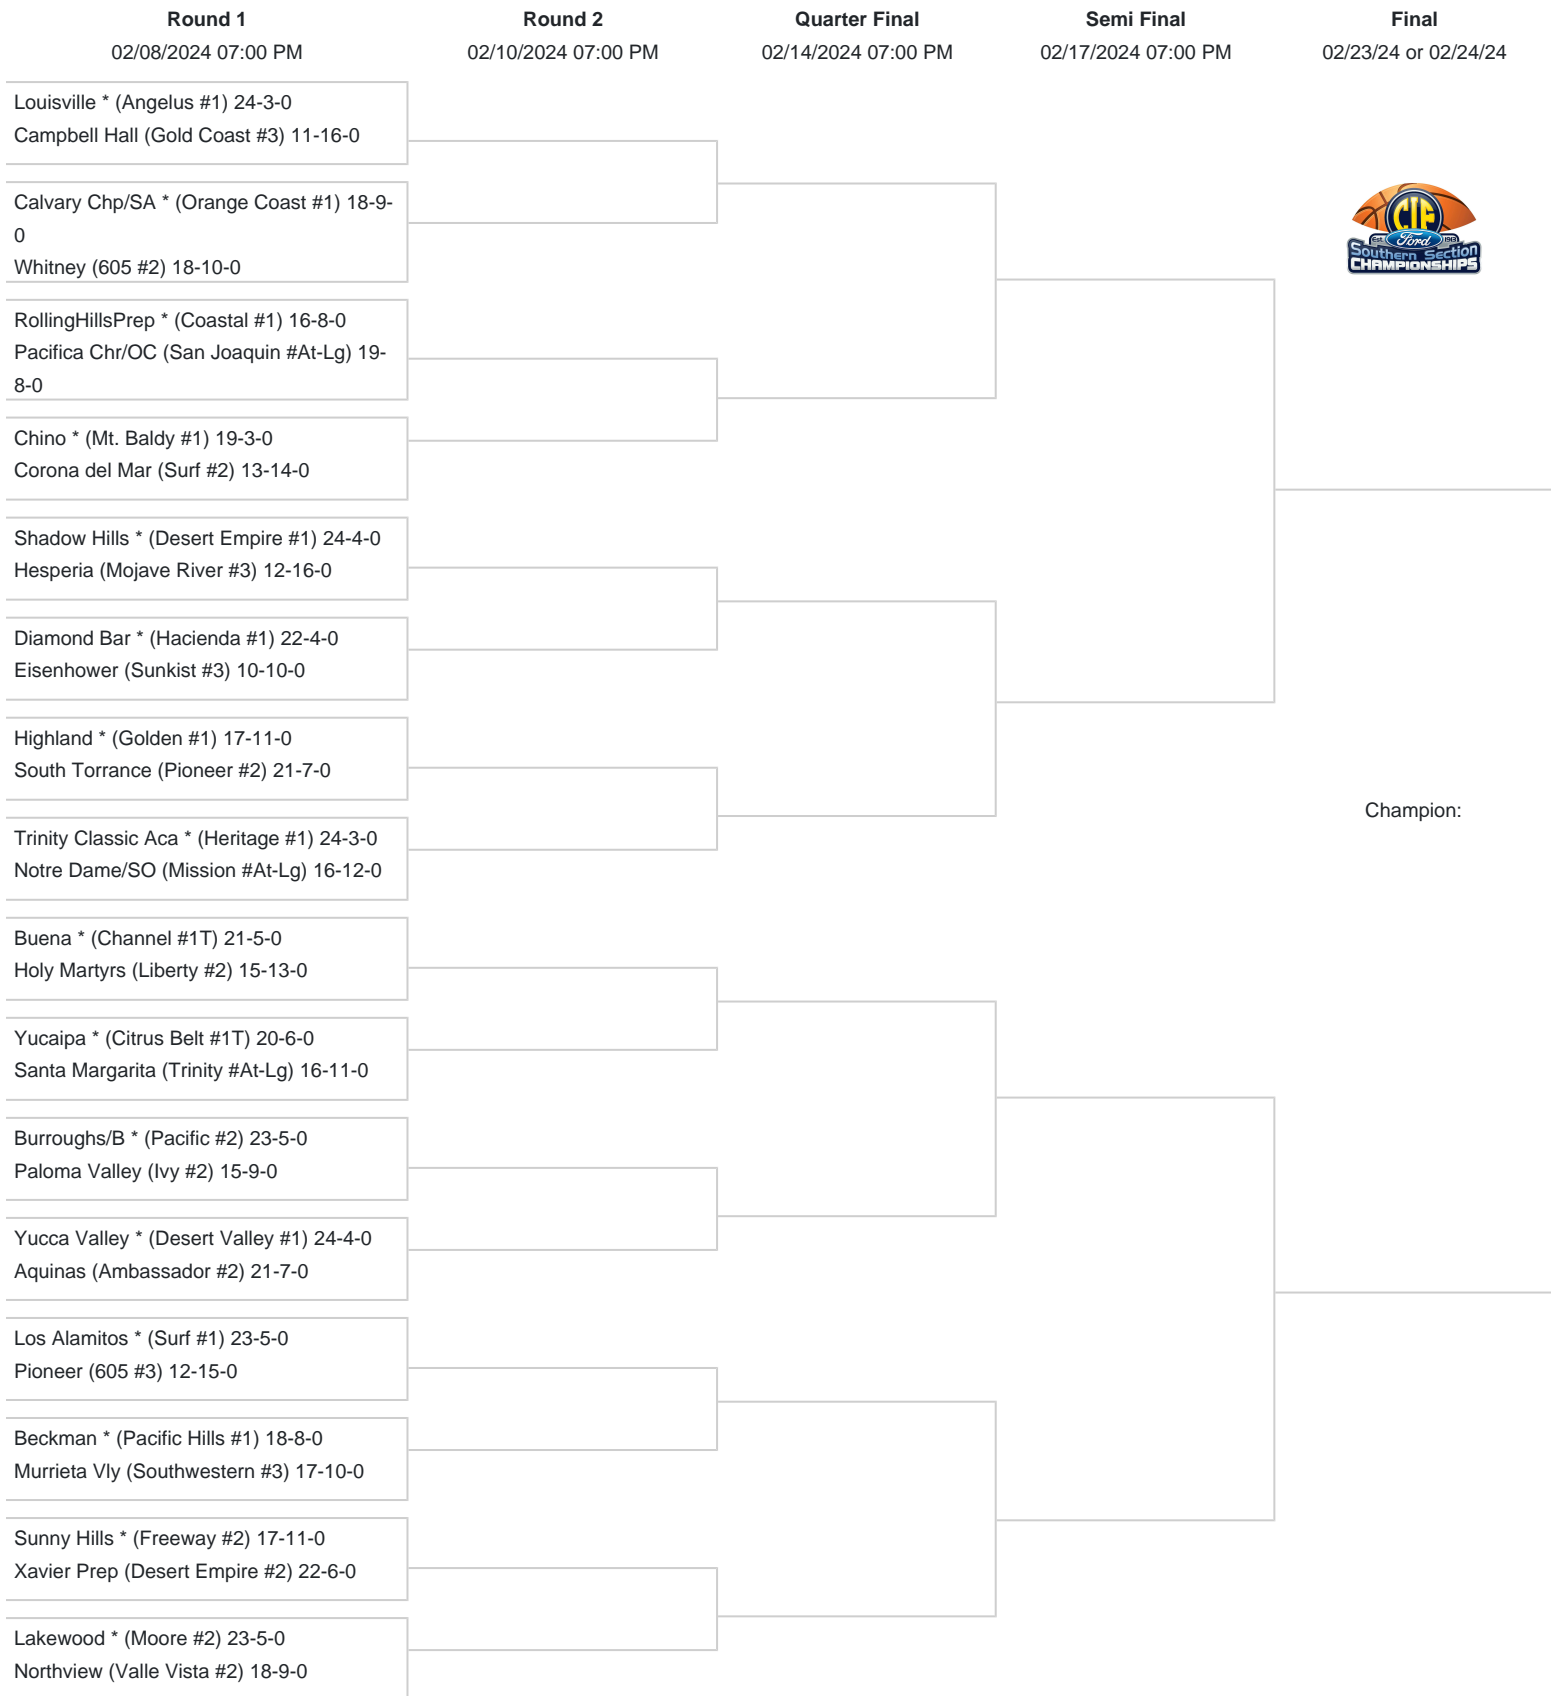 Round 1
Round 2
Quarter Final
Semi Final
Final
02/08/2024 07:00 PM
02/10/2024 07:00 PM
02/14/2024 07:00 PM
02/17/2024 07:00 PM
02/23/24 or 02/24/24
Louisville * (Angelus #1) 24-3-0
Campbell Hall (Gold Coast #3) 11-16-0
Calvary Chp/SA * (Orange Coast #1) 18-9-
0
Whitney (605 #2) 18-10-0
RollingHillsPrep * (Coastal #1) 16-8-0
Pacifica Chr/OC (San Joaquin #At-Lg) 19-
8-0
Chino * (Mt. Baldy #1) 19-3-0
Corona del Mar (Surf #2) 13-14-0
Shadow Hills * (Desert Empire #1) 24-4-0
Hesperia (Mojave River #3) 12-16-0
Diamond Bar * (Hacienda #1) 22-4-0
Eisenhower (Sunkist #3) 10-10-0
Highland * (Golden #1) 17-11-0
South Torrance (Pioneer #2) 21-7-0
Trinity Classic Aca * (Heritage #1) 24-3-0
Notre Dame/SO (Mission #At-Lg) 16-12-0
Buena * (Channel #1T) 21-5-0
Holy Martyrs (Liberty #2) 15-13-0
Yucaipa * (Citrus Belt #1T) 20-6-0
Santa Margarita (Trinity #At-Lg) 16-11-0
Burroughs/B * (Pacific #2) 23-5-0
Paloma Valley (Ivy #2) 15-9-0
Yucca Valley * (Desert Valley #1) 24-4-0
Aquinas (Ambassador #2) 21-7-0
Los Alamitos * (Surf #1) 23-5-0
Pioneer (605 #3) 12-15-0
Beckman * (Pacific Hills #1) 18-8-0
Murrieta Vly (Southwestern #3) 17-10-0
Sunny Hills * (Freeway #2) 17-11-0
Xavier Prep (Desert Empire #2) 22-6-0
Lakewood * (Moore #2) 23-5-0
Northview (Valle Vista #2) 18-9-0
CIF
Est. Ford 1913
Southern Section
CHAMPIONSHIPS
Champion: